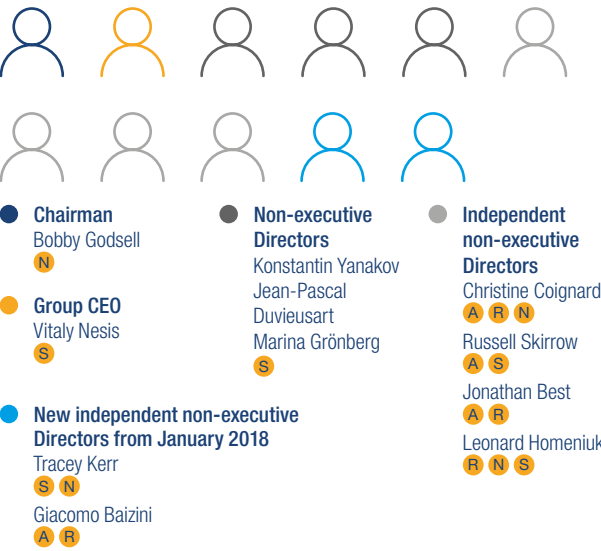 Chairman
Bobby Godsell
N
Group CEO
Vitaly Nesis
S
New independent non-executive
Directors from January 2018
Tracey Kerr
S N
Giacomo Baizini
A R
Non-executive
Directors
Konstantin Yanakov
Jean-Pascal
Duvieusart
Marina Grönberg
S
Independent
non-executive
Directors
Christine Coignard
A R N
Russell Skirrow
A S
Jonathan Best
A R
Leonard Homeniuk
R N S